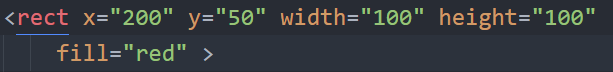 <rect x="200" y="50" width="100" height="100"
fill="red" >